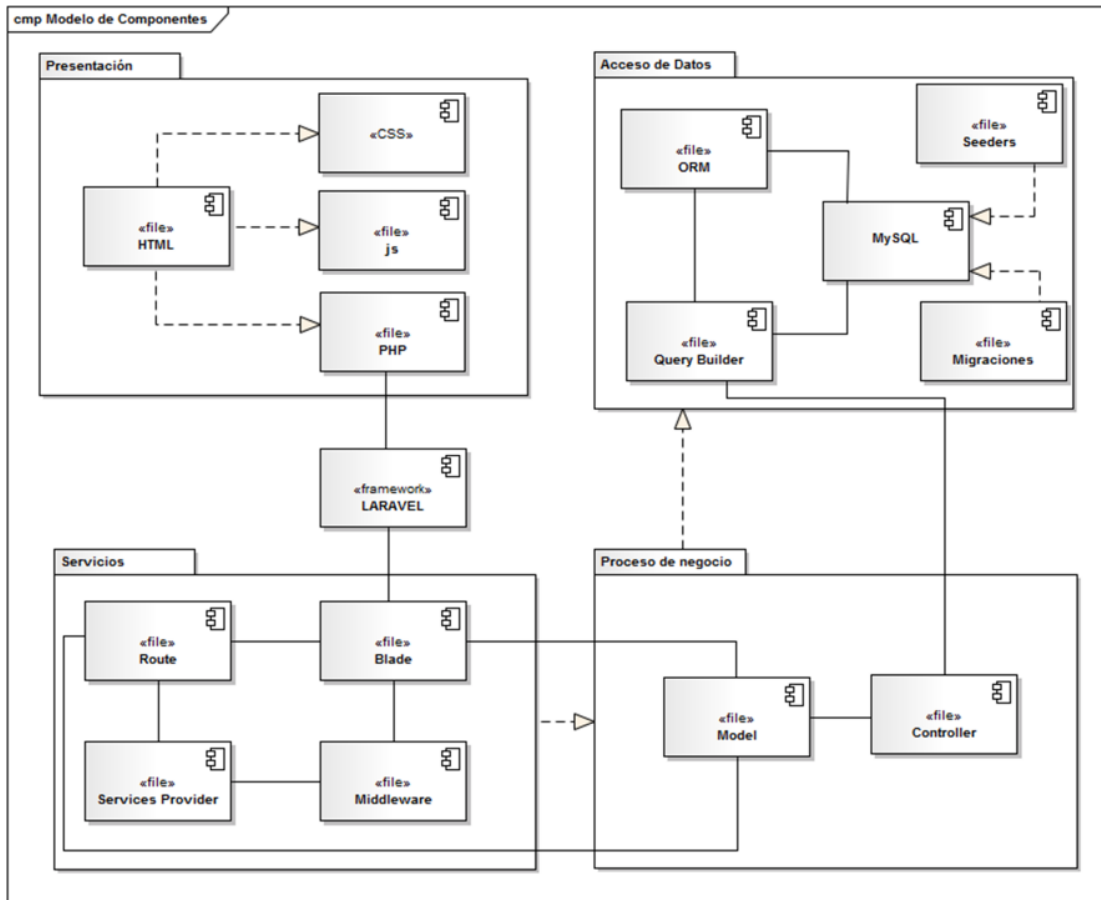 cmp Modelo de Componentes
Presentación
«CSS»
«file»
HTML
«file»
js
«file»
PHP
Acceso de Datos
«file»
ORM
«file»
Seeders
MySQL
«file»
Query Builder
«file»
Migraciones
«framework»
LARAVEL
Servicios
«file»
Route
«file»
Blade
«file»
Services Provider
«file»
Middleware
Proceso de negocio
«file»
Model
«file»
Controller